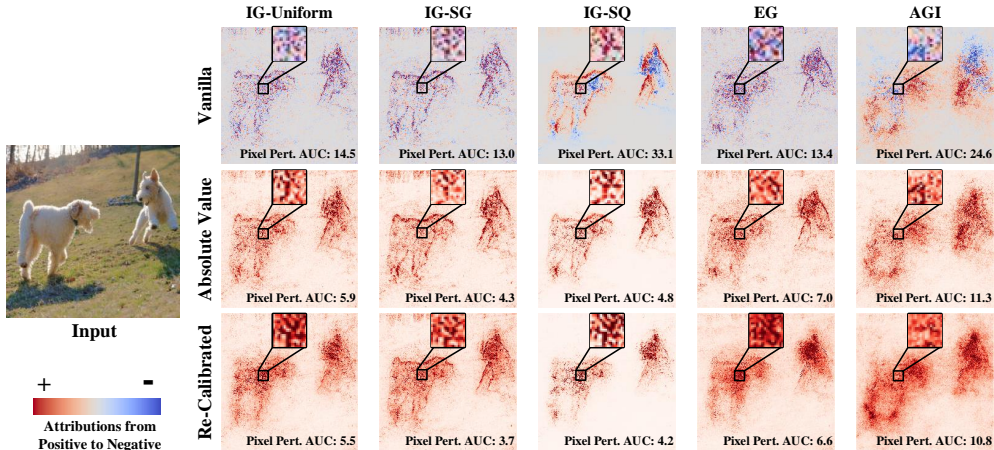 IG-Uniform IG-SG IG-SQ EG AGI
Vanilla
Pixel Pert. AUC: 14.5 Pixel Pert. AUC: 13.0 Pixel Pert. AUC: 33.1 Pixel Pert. AUC: 13.4 Pixel Pert. AUC: 24.6
Absolute Value
Pixel Pert. AUC: 5.9 Pixel Pert. AUC: 4.3 Pixel Pert. AUC: 4.8 Pixel Pert. AUC: 7.0 Pixel Pert. AUC: 11.3
Input
Re-Calibrated
Pixel Pert. AUC: 5.5 Pixel Pert. AUC: 3.7 Pixel Pert. AUC: 4.2 Pixel Pert. AUC: 6.6 Pixel Pert. AUC: 10.8
+ -
Attributions from
Positive to Negative